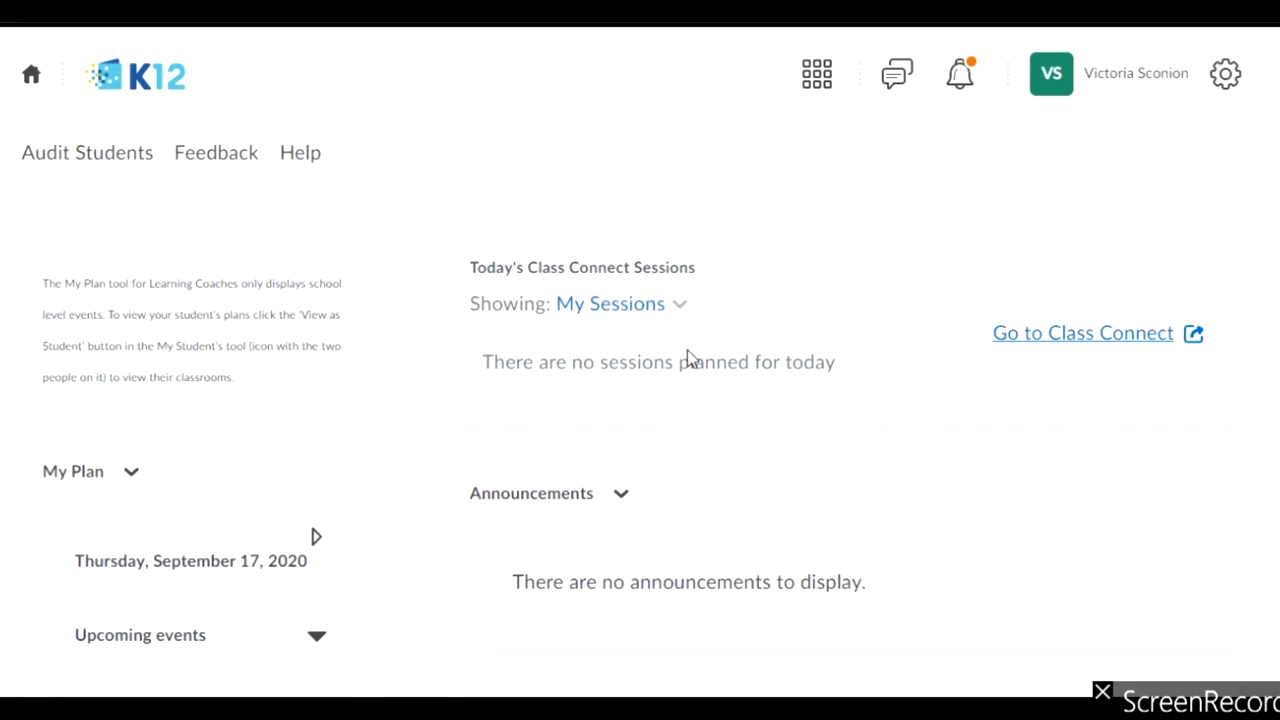 K12
VS
Victoria Sconion
Audit Students
Feedback
Help
The My Plan tool for Learning Coaches only displays school
level events. To view your student's plans click the 'View as
Student' button in the My Student's tool (icon with the two
people on it) to view their classrooms.
My Plan
Thursday, September 17, 2020
Upcoming events
Today's Class Connect Sessions
Showing: My Sessions
There are no sessions planned for today
Go to Class Connect
Announcements
There are no announcements to display.
ScreenRecord